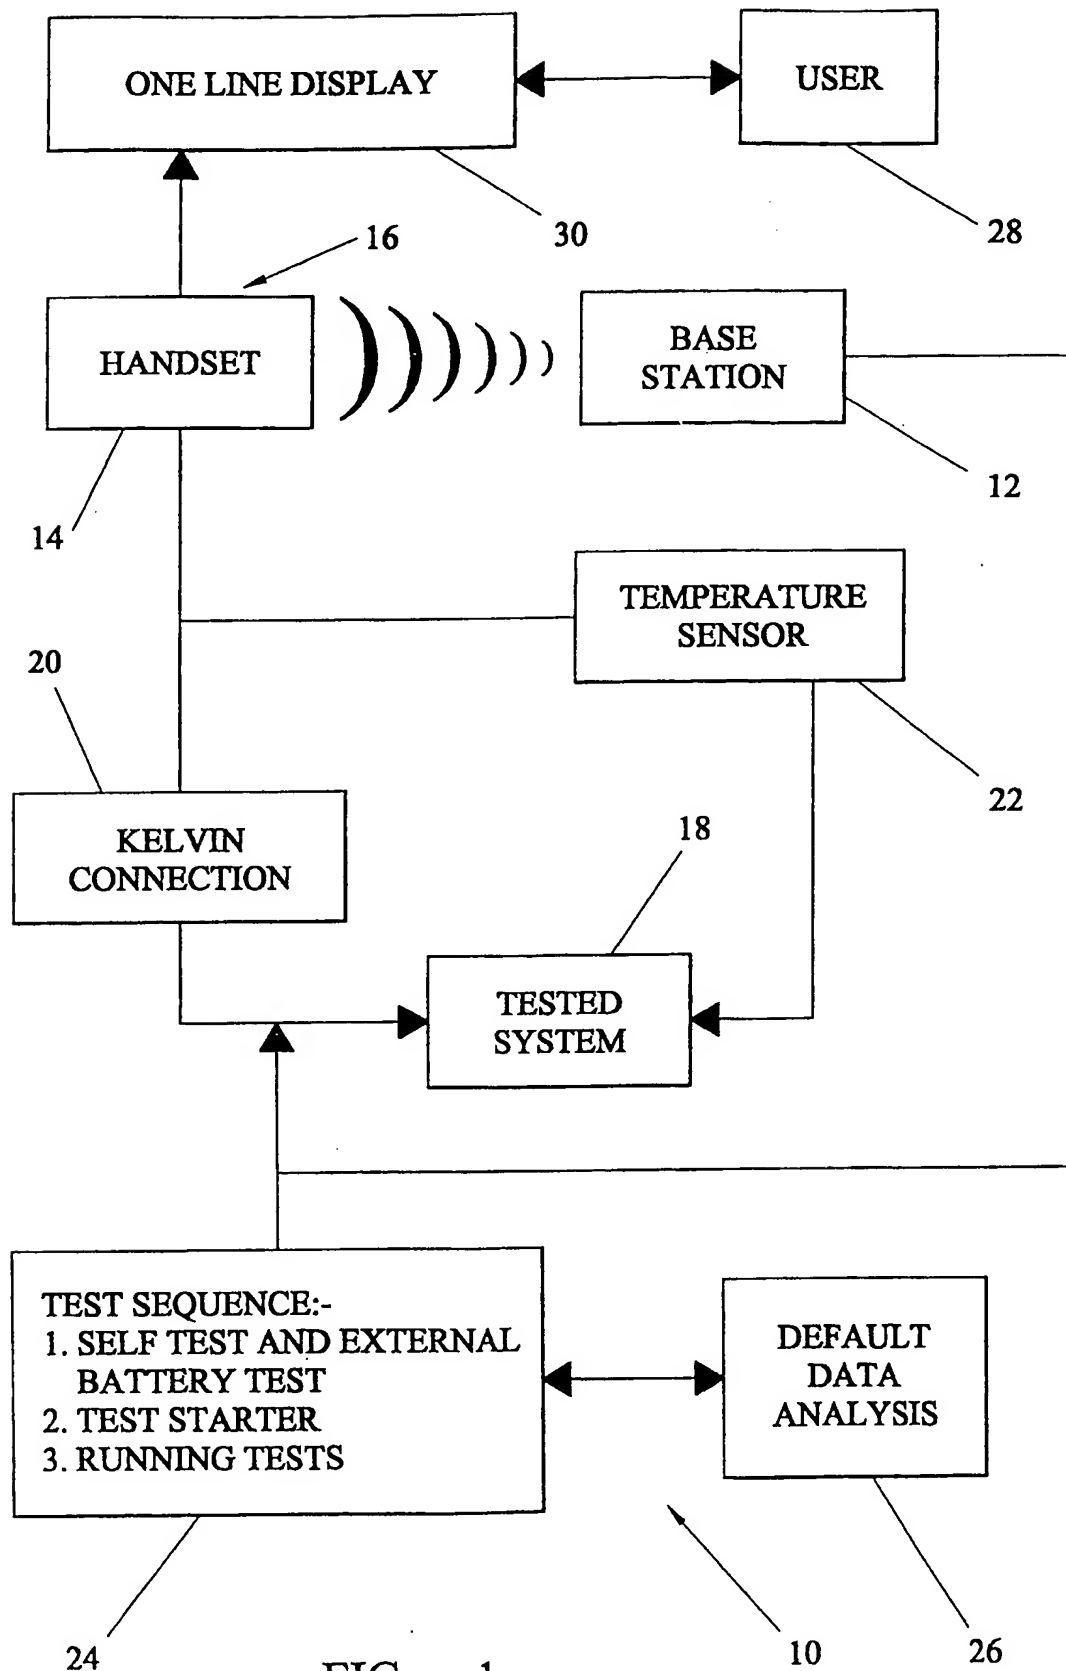 ONE LINE DISPLAY
USER
30
28
16
HANDSET
BASE
STATION
14
12
TEMPERATURE
SENSOR
20
22
KELVIN
CONNECTION
18
TESTED
SYSTEM
TEST SEQUENCE:-
1. SELF TEST AND EXTERNAL
BATTERY TEST
2. TEST STARTER
3. RUNNING TESTS
DEFAULT
DATA
ANALYSIS
24
10
26
FIG 1